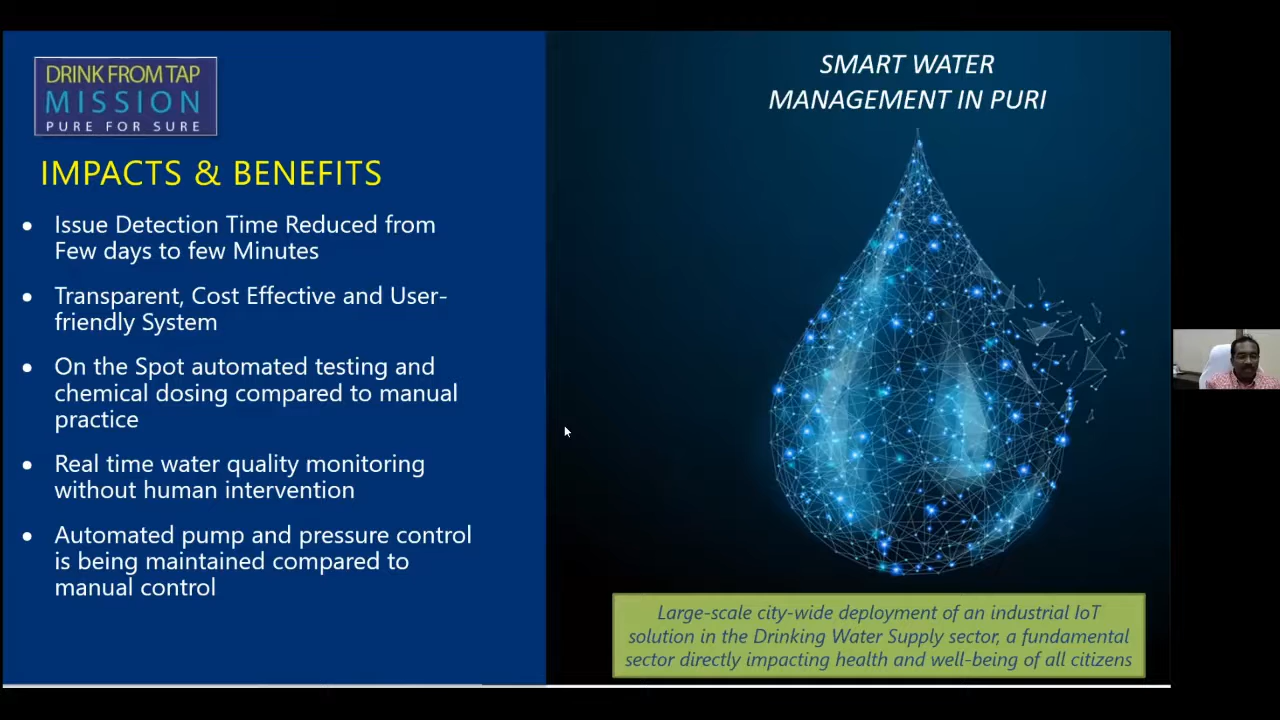 DRINK FROM TAP
MISSION
PURE FOR SURE
IMPACTS & BENEFITS
• Issue Detection Time Reduced from
Few days to few Minutes
• Transparent, Cost Effective and User-
friendly System
• On the Spot automated testing and
chemical dosing compared to manual
practice
• Real time water quality monitoring
without human intervention
• Automated pump and pressure control
is being maintained compared to
manual control
SMART WATER
MANAGEMENT IN PURI
Large-scale city-wide deployment of an industrial IoT
solution in the Drinking Water Supply sector, a fundamental
sector directly impacting health and well-being of all citizens